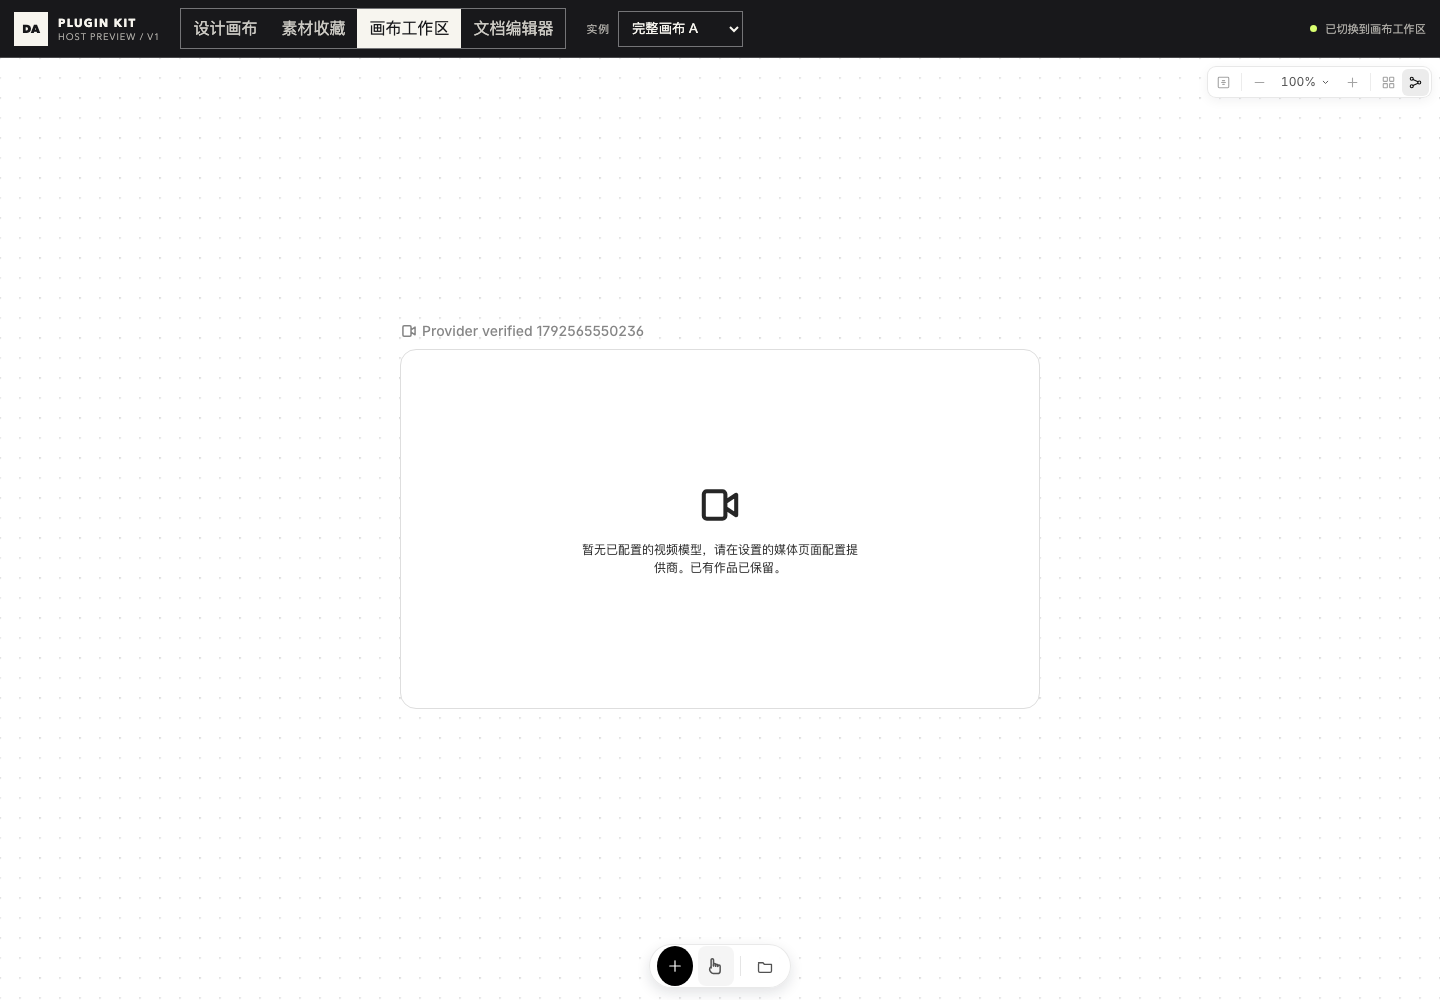 DA
PLUGIN KIT
HOST PREVIEW / V1
设计画布
素材收藏
画布工作区
文档编辑器
实例
完整画布 A
已切换到画布工作区
100%
Provider verified 1792565550236
暂无已配置的视频模型，请在设置的媒体页面配置提
供商。已有作品已保留。